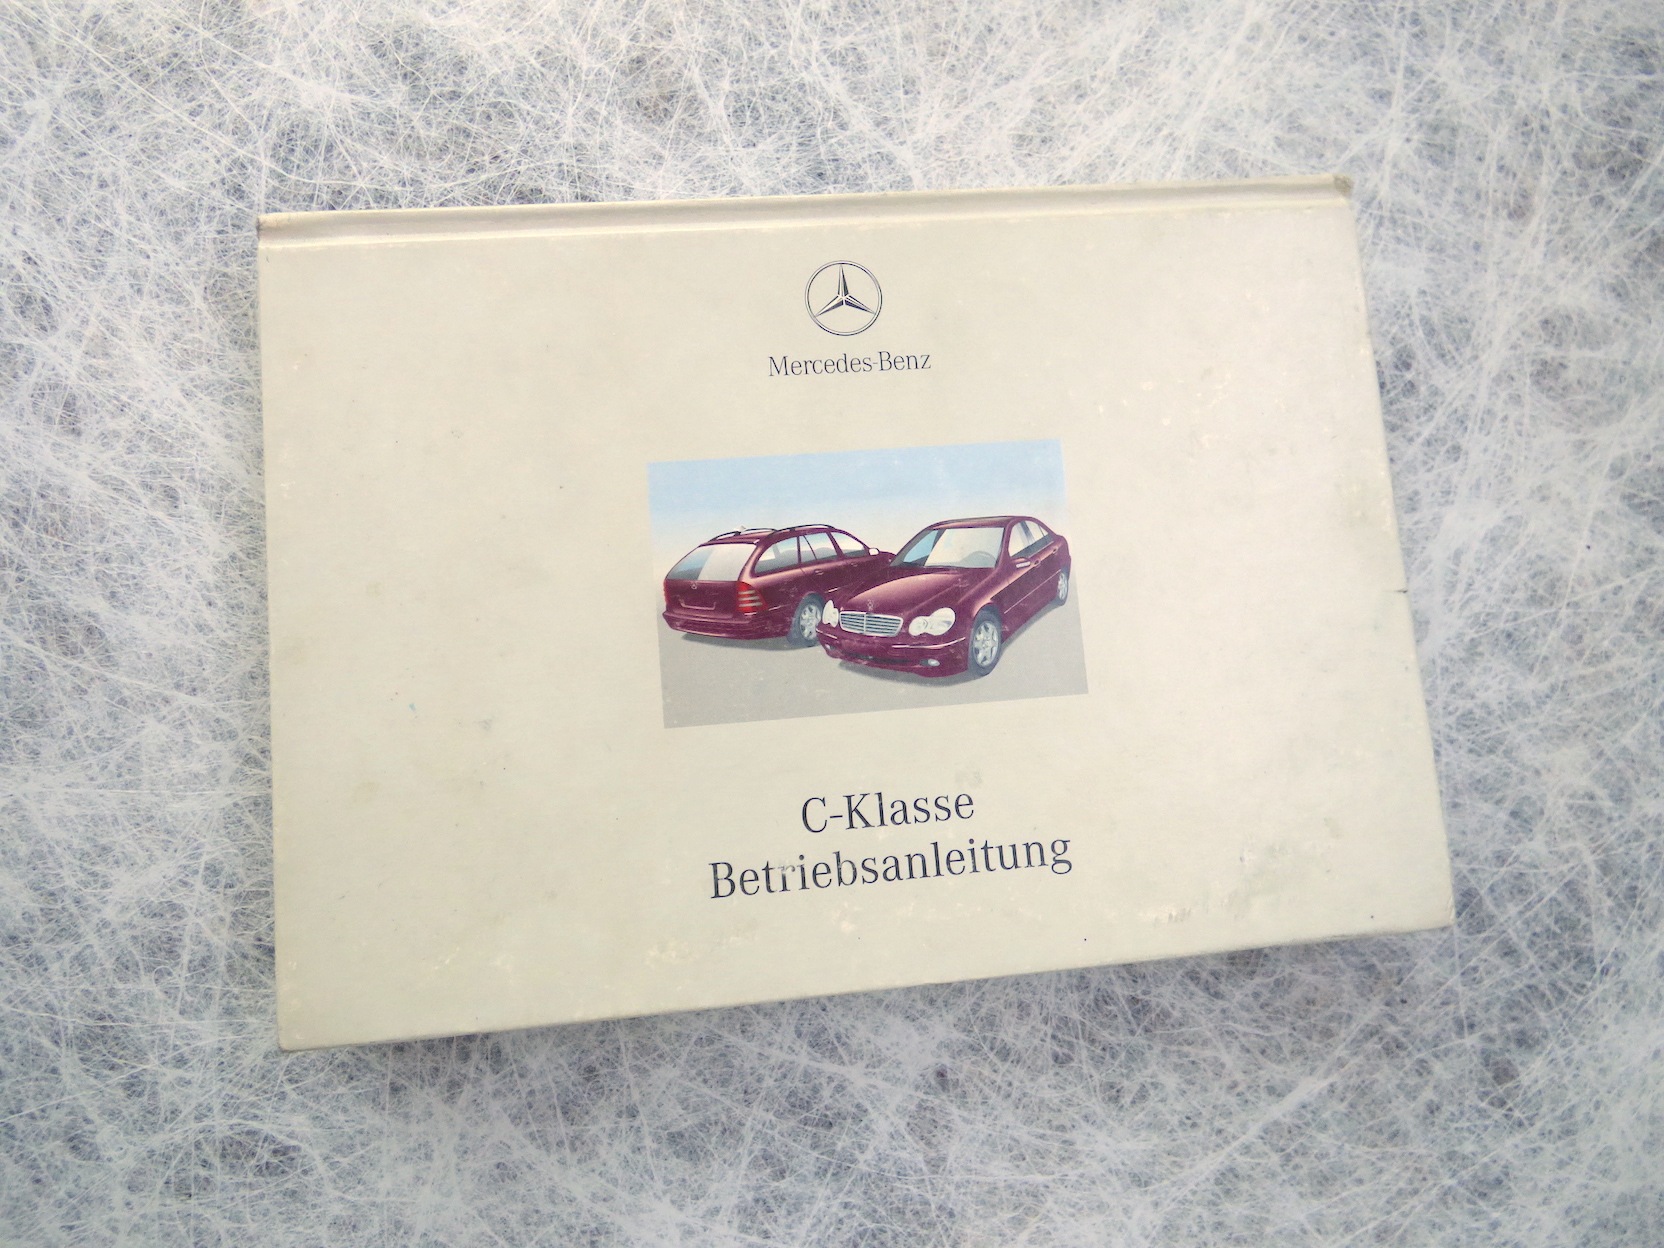 Mercedes-Benz
C-Klasse
Betriebsanleitung